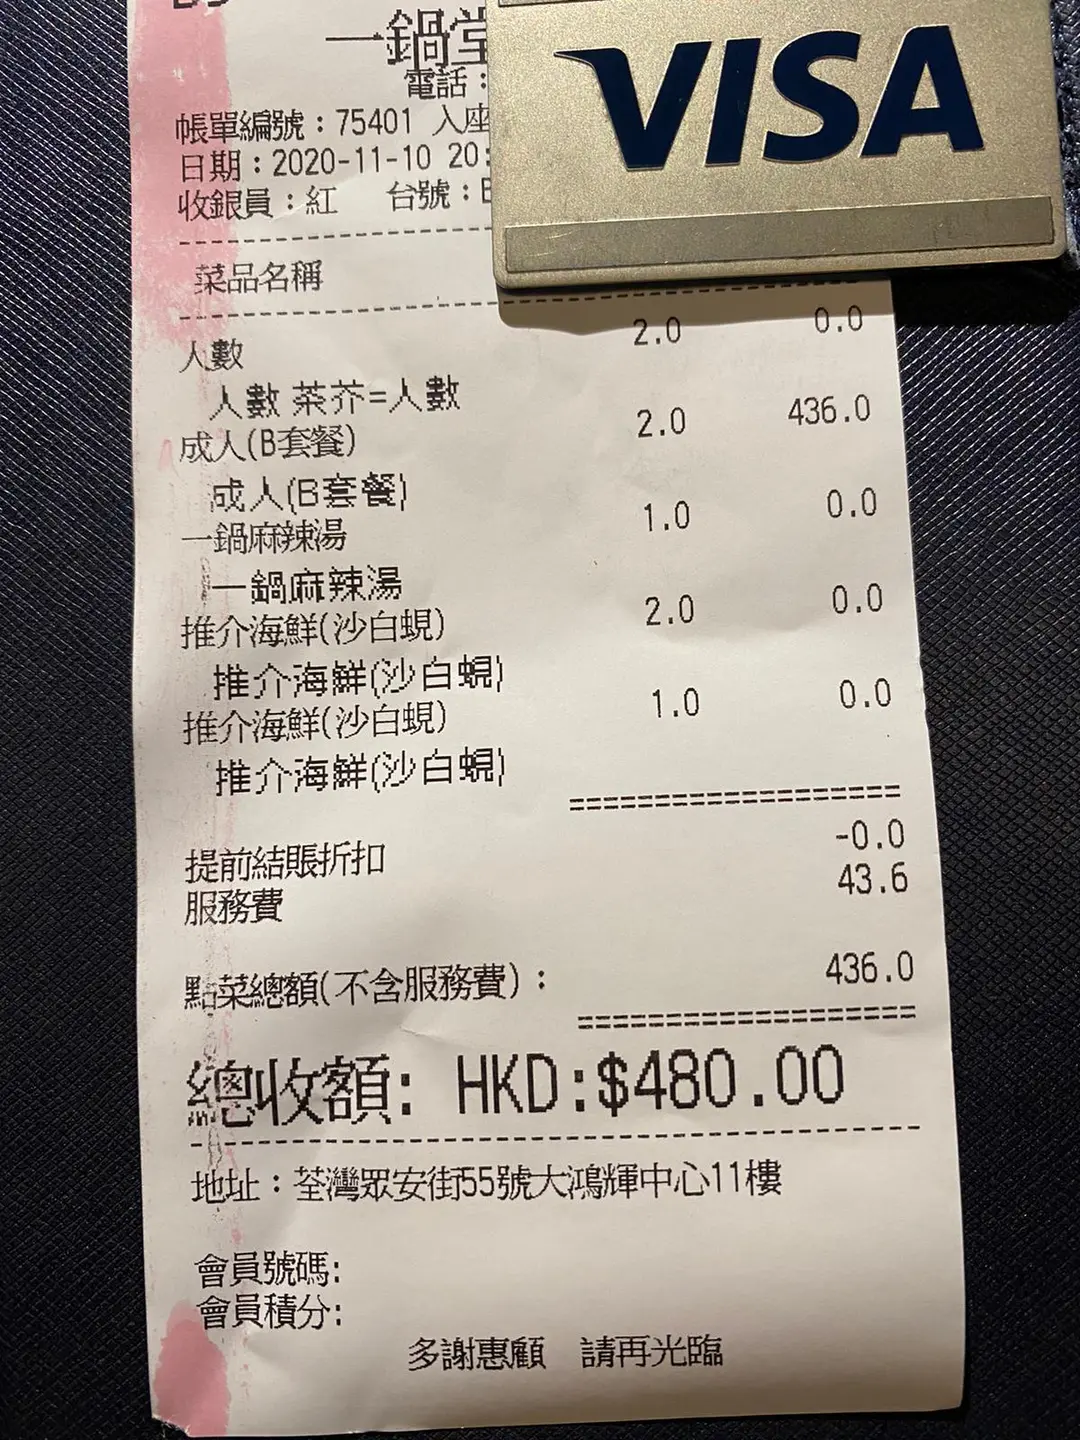 一鍋堂
VISA
電話：
帳單編號：75401 入座
日期：2020-11-10 20:
收銀員：紅 台號：
菜品名稱
人數 2.0 0.0
人數 茶芥=人數
成人(B套餐) 2.0 436.0
成人(B套餐)
一鍋麻辣湯 1.0 0.0
一鍋麻辣湯
推介海鮮(沙白蜆) 2.0 0.0
推介海鮮(沙白蜆)
推介海鮮(沙白蜆) 1.0 0.0
推介海鮮(沙白蜆)
提前結賬折扣 -0.0
服務費 43.6
點菜總額(不含服務費)： 436.0
總收額: HKD:$480.00
地址：荃灣眾安街55號大鴻輝中心11樓
會員號碼:
會員積分:
多謝惠顧 請再光臨